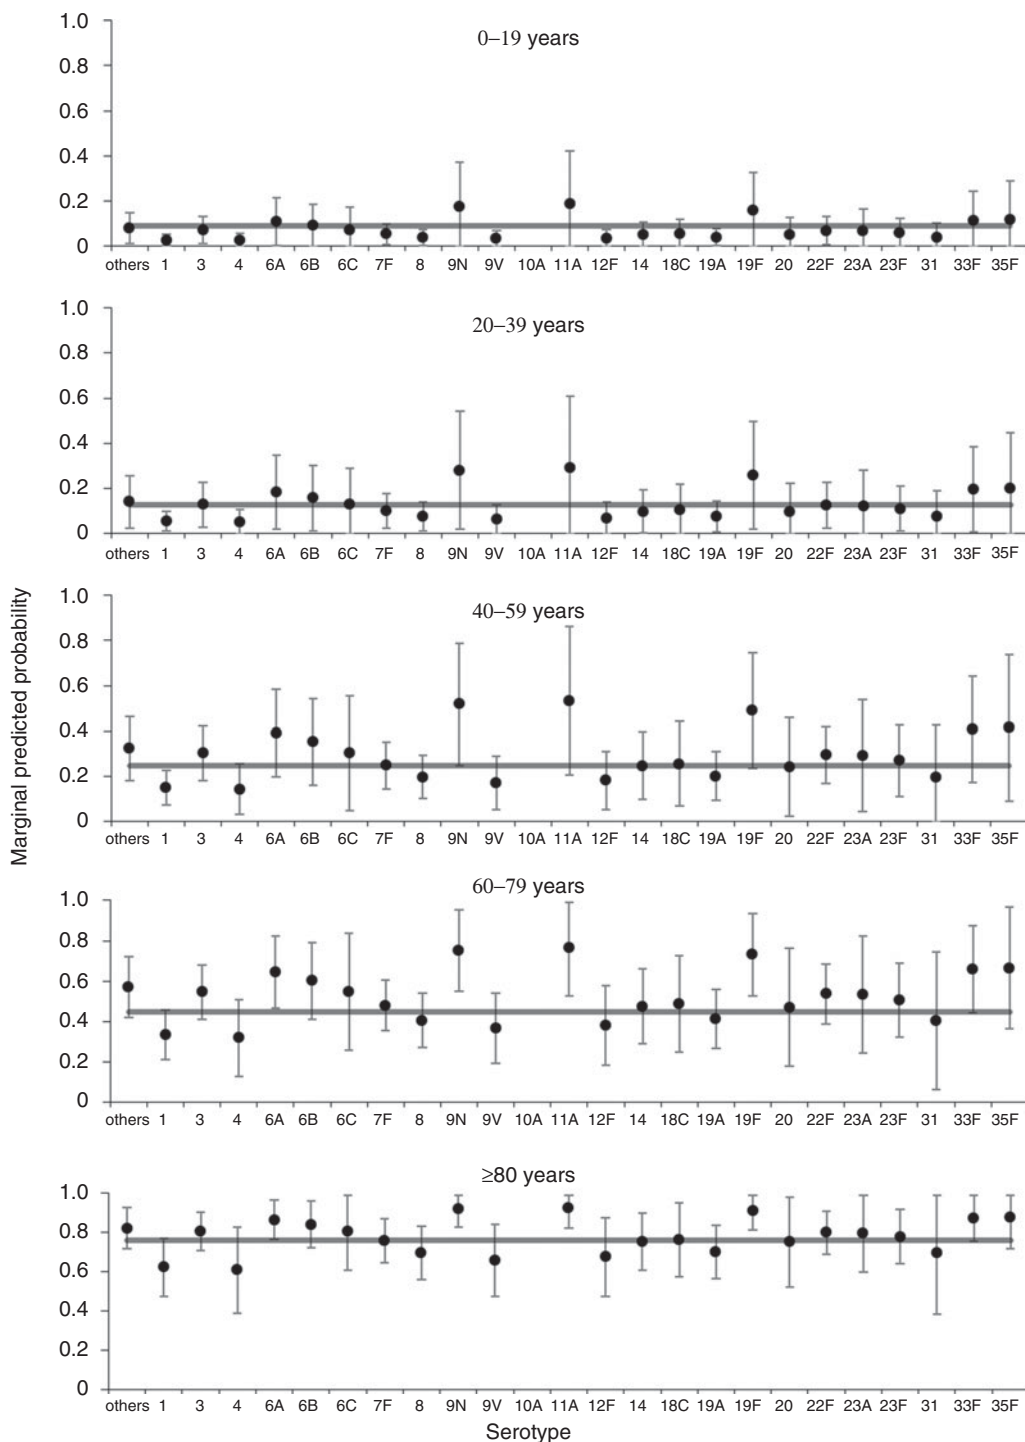 Marginal predicted probability
0–19 years
1.0
0.8
0.6
0.4
0.2
0
others 1 3 4 6A 6B 6C 7F 8 9N 9V 10A 11A 12F 14 18C 19A 19F 20 22F 23A 23F 31 33F 35F
20–39 years
1.0
0.8
0.6
0.4
0.2
0
others 1 3 4 6A 6B 6C 7F 8 9N 9V 10A 11A 12F 14 18C 19A 19F 20 22F 23A 23F 31 33F 35F
40–59 years
1.0
0.8
0.6
0.4
0.2
0
others 1 3 4 6A 6B 6C 7F 8 9N 9V 10A 11A 12F 14 18C 19A 19F 20 22F 23A 23F 31 33F 35F
60–79 years
1.0
0.8
0.6
0.4
0.2
0
others 1 3 4 6A 6B 6C 7F 8 9N 9V 10A 11A 12F 14 18C 19A 19F 20 22F 23A 23F 31 33F 35F
≥80 years
1.0
0.8
0.6
0.4
0.2
0
others 1 3 4 6A 6B 6C 7F 8 9N 9V 10A 11A 12F 14 18C 19A 19F 20 22F 23A 23F 31 33F 35F
Serotype